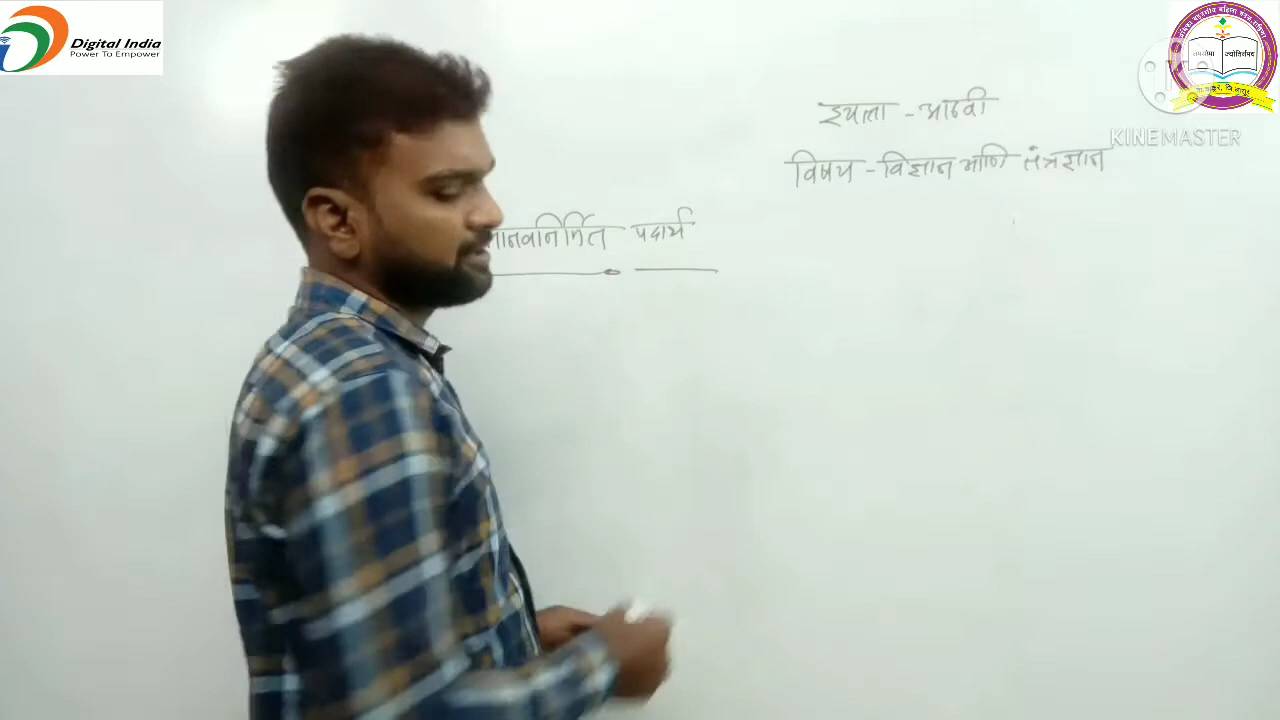 Digital India
Power To Empower
इयत्ता - आठवी
KINEMASTER
विषय - विज्ञान आणि तंत्रज्ञान
मानवनिर्मित पदार्थ